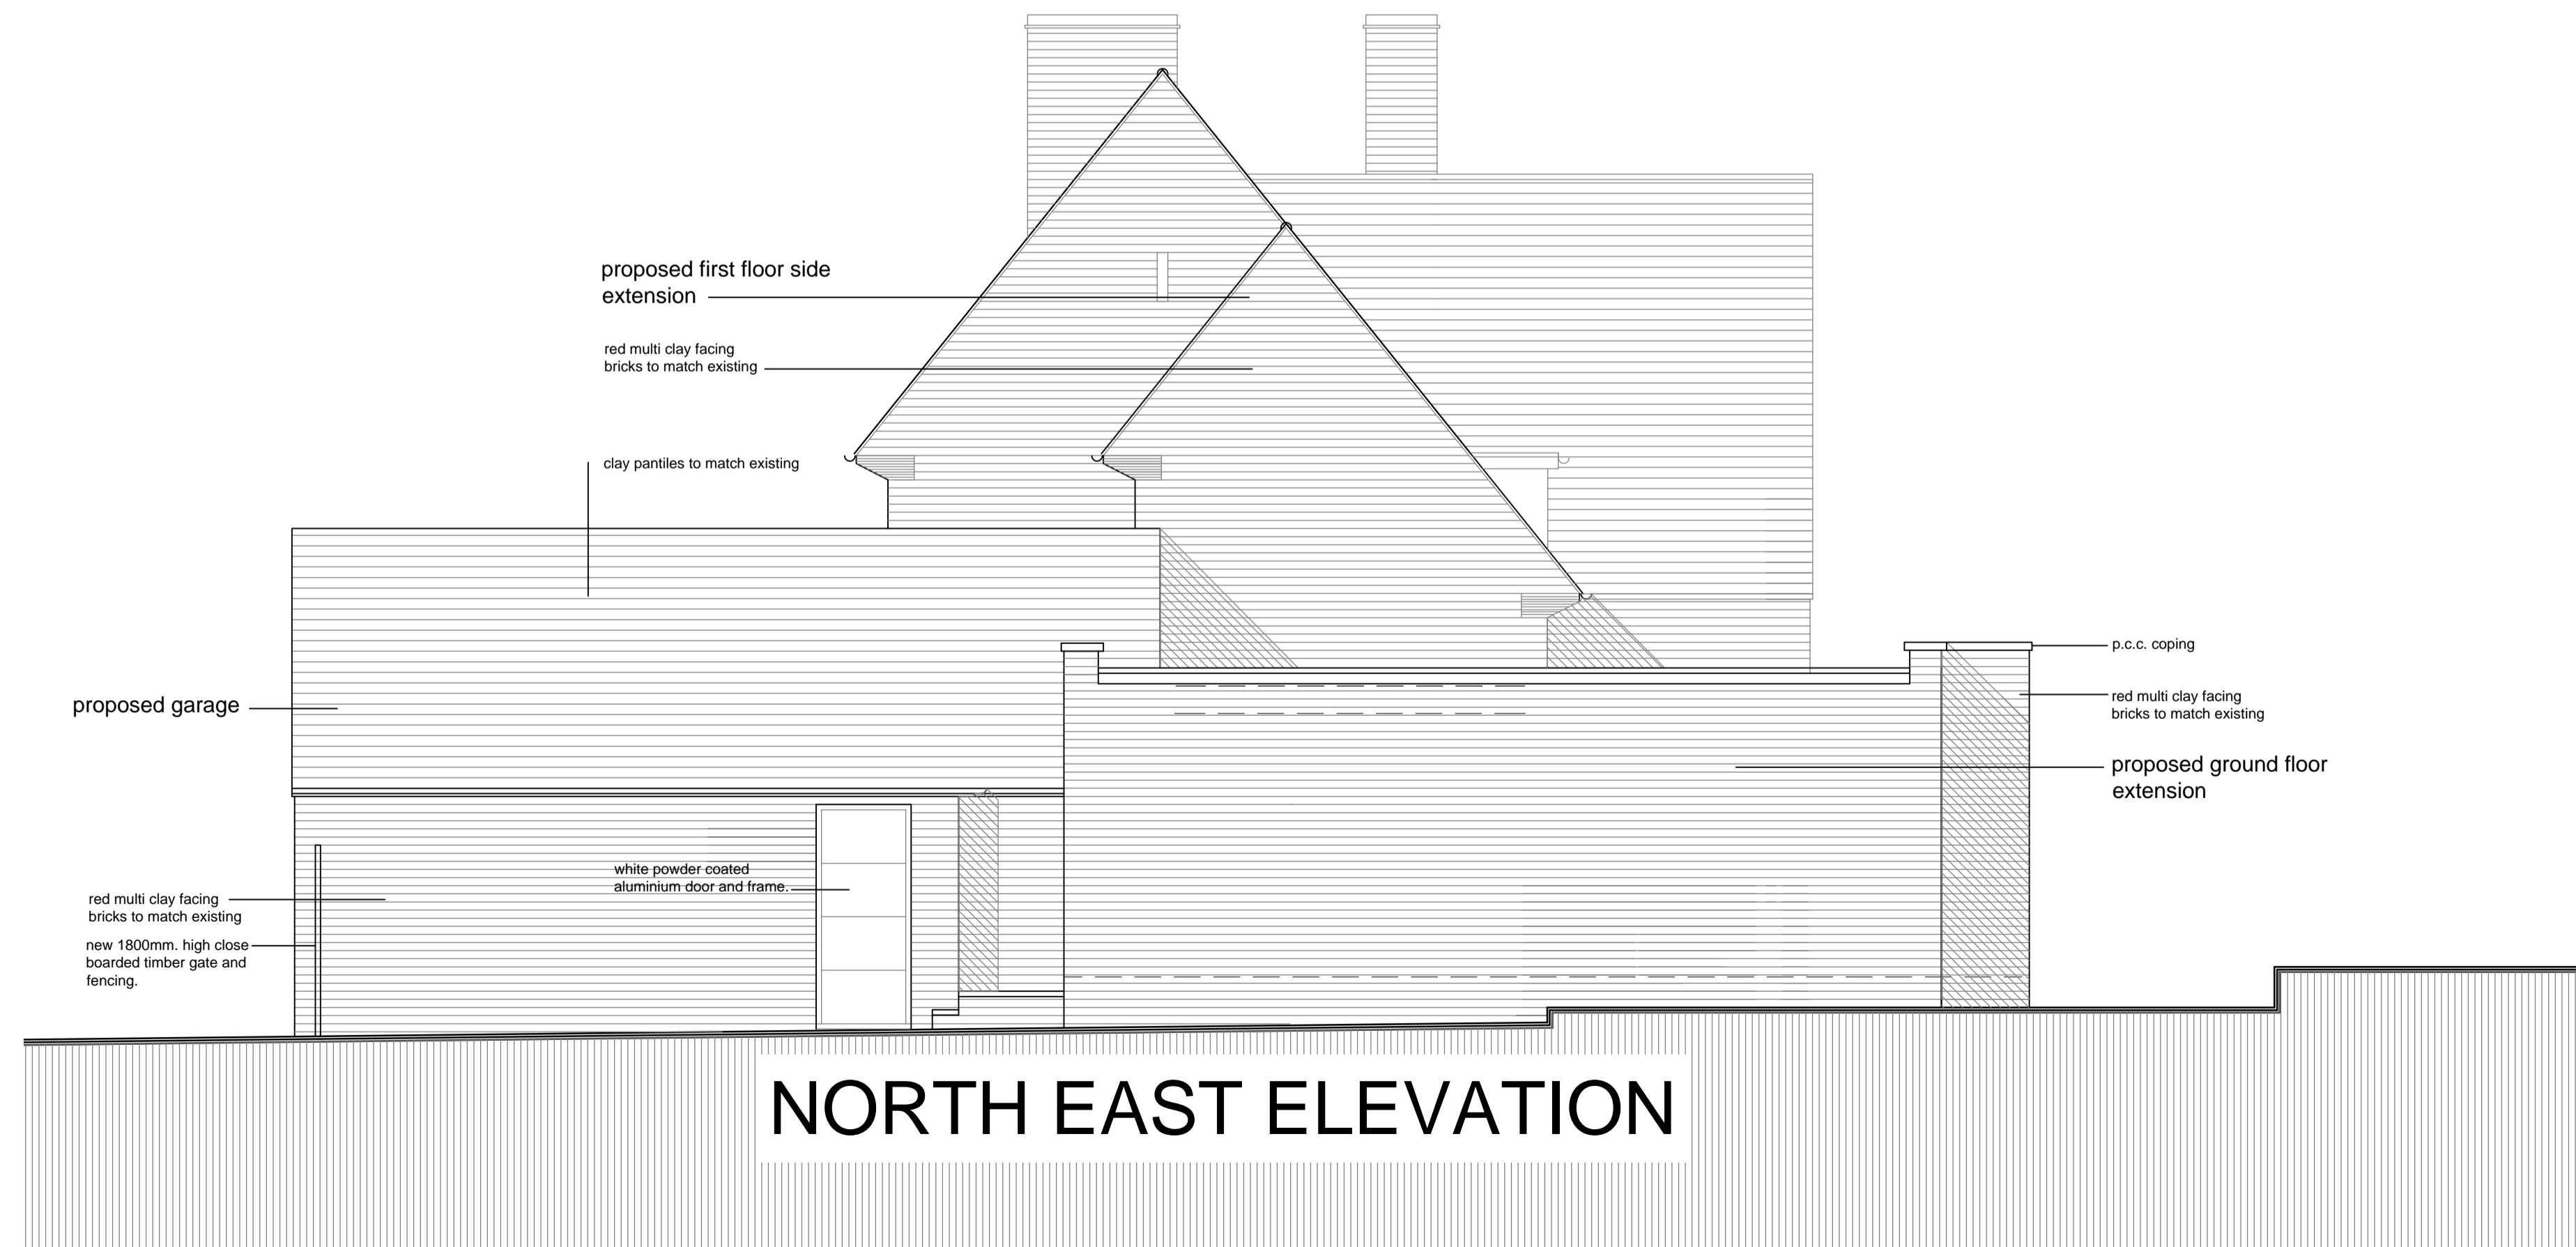 proposed first floor side
extension
red multi clay facing
bricks to match existing
clay pantiles to match existing
p.c.c. coping
red multi clay facing
bricks to match existing
proposed garage
proposed ground floor
extension
white powder coated
aluminium door and frame.
red multi clay facing
bricks to match existing
new 1800mm. high close
boarded timber gate and
fencing.
NORTH EAST ELEVATION